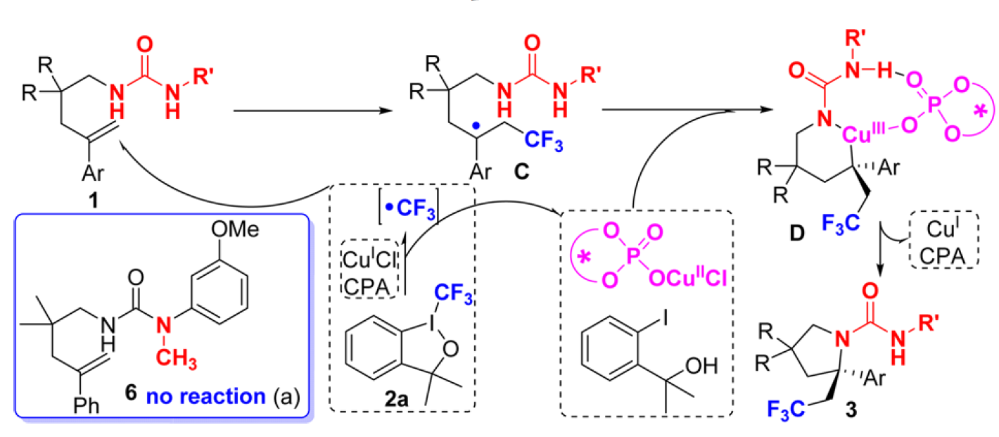 R
R
O
N
H
N
H
R'
Ar
1
R
R
O
N
H
N
H
R'
•
CF₃
Ar
C
R'
O
N
H
O
O
P
*
N
Cuᴵᴵᴵ
O
O
R
R
Ar
F₃C
D
[•CF₃]
CuᴵCl
CPA
CF₃
I
O
2a
O
O
P
*
O
OCuᴵᴵCl
I
OH
Cuᴵ
CPA
OMe
O
N
H
N
CH₃
Ph
6 no reaction (a)
O
R
R
N
N
H
R'
Ar
F₃C
3